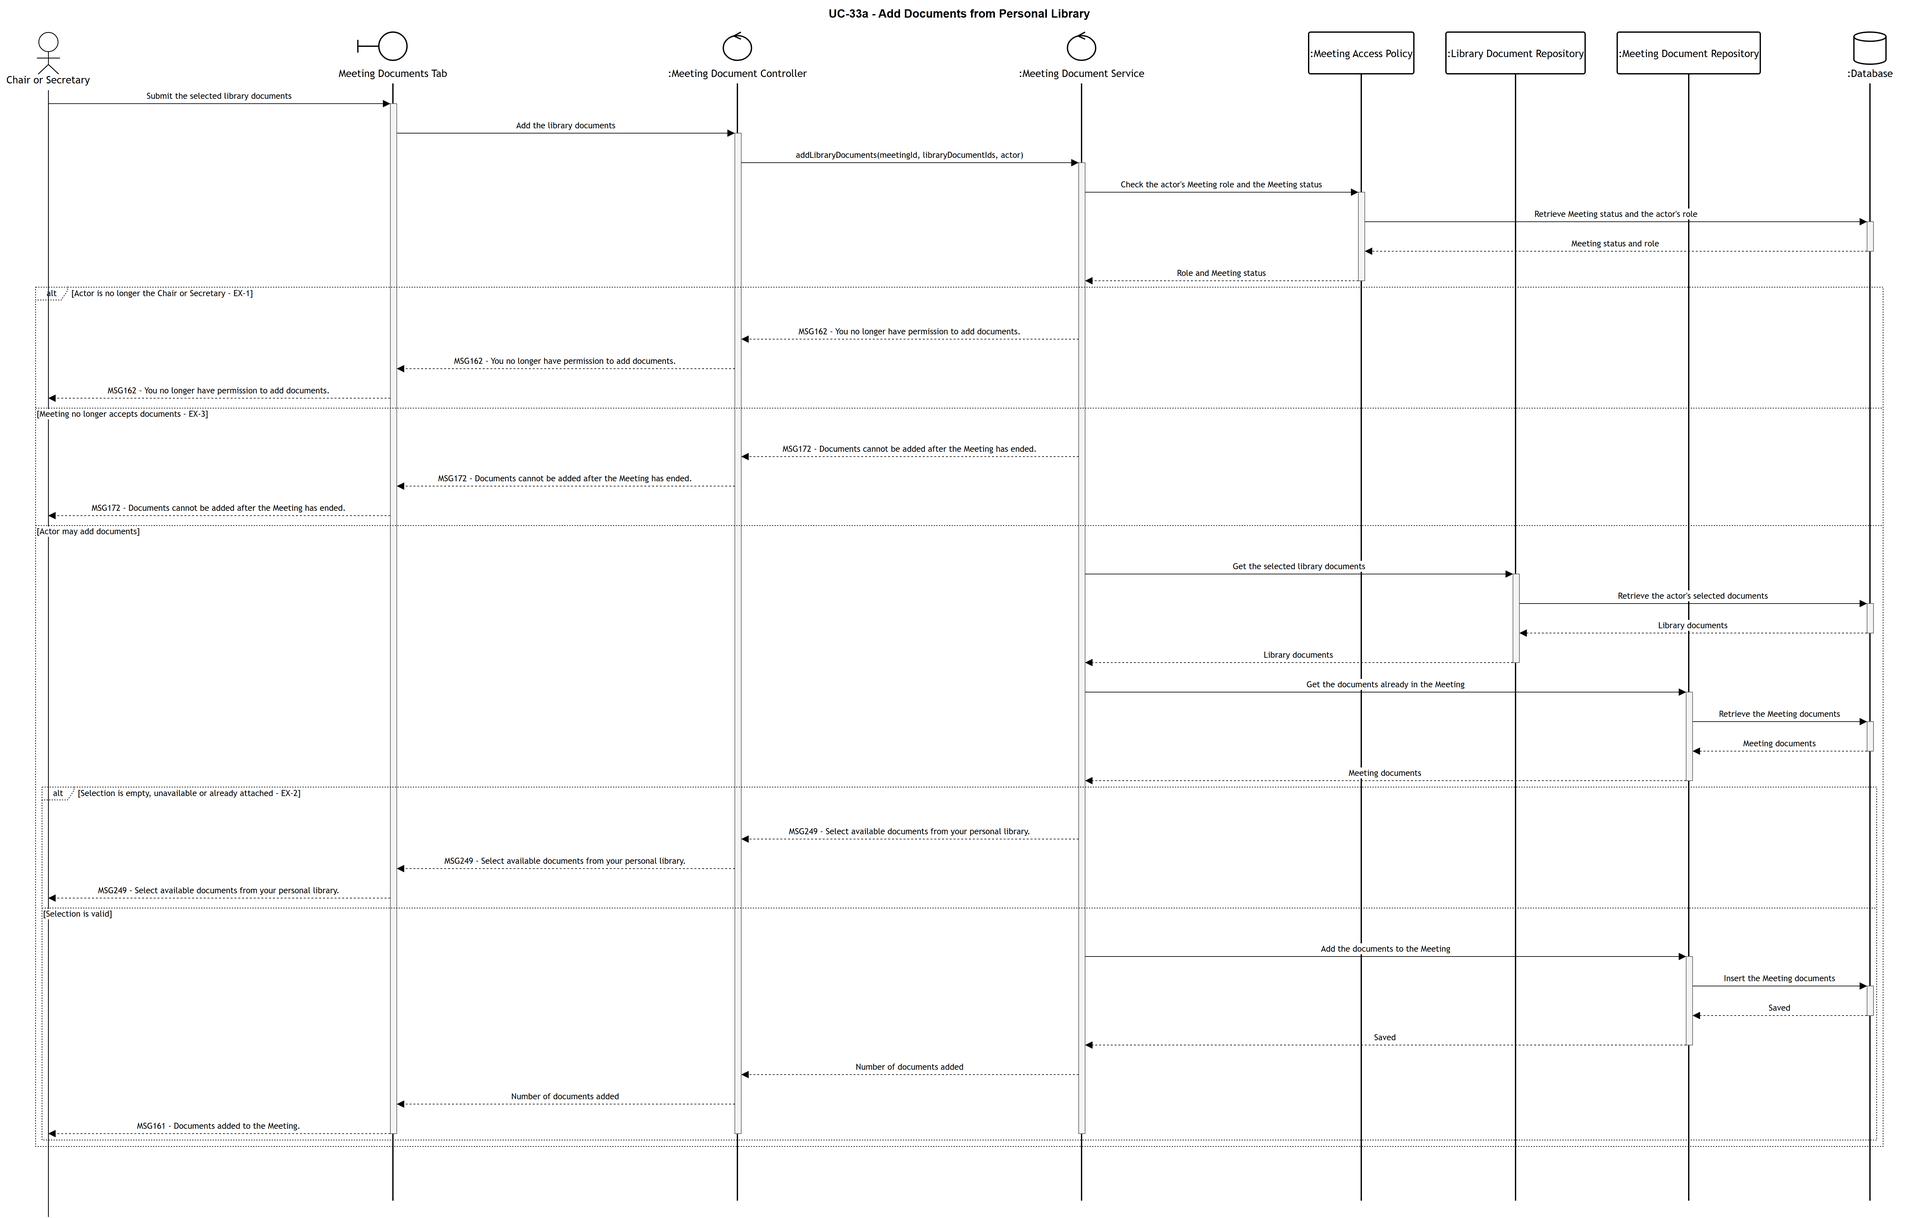 UC-33a - Add Documents from Personal Library
Chair or Secretary
Meeting Documents Tab
:Meeting Document Controller
:Meeting Document Service
:Meeting Access Policy
:Library Document Repository
:Meeting Document Repository
:Database
Submit the selected library documents
Add the library documents
addLibraryDocuments(meetingId, libraryDocumentIds, actor)
Check the actor's Meeting role and the Meeting status
Retrieve Meeting status and the actor's role
Meeting status and role
Role and Meeting status
alt [Actor is no longer the Chair or Secretary - EX-1]
MSG162 - You no longer have permission to add documents.
MSG162 - You no longer have permission to add documents.
MSG162 - You no longer have permission to add documents.
[Meeting no longer accepts documents - EX-3]
MSG172 - Documents cannot be added after the Meeting has ended.
MSG172 - Documents cannot be added after the Meeting has ended.
MSG172 - Documents cannot be added after the Meeting has ended.
[Actor may add documents]
Get the selected library documents
Retrieve the actor's selected documents
Library documents
Library documents
Get the documents already in the Meeting
Retrieve the Meeting documents
Meeting documents
Meeting documents
alt [Selection is empty, unavailable or already attached - EX-2]
MSG249 - Select available documents from your personal library.
MSG249 - Select available documents from your personal library.
MSG249 - Select available documents from your personal library.
[Selection is valid]
Add the documents to the Meeting
Insert the Meeting documents
Saved
Saved
Number of documents added
Number of documents added
MSG161 - Documents added to the Meeting.